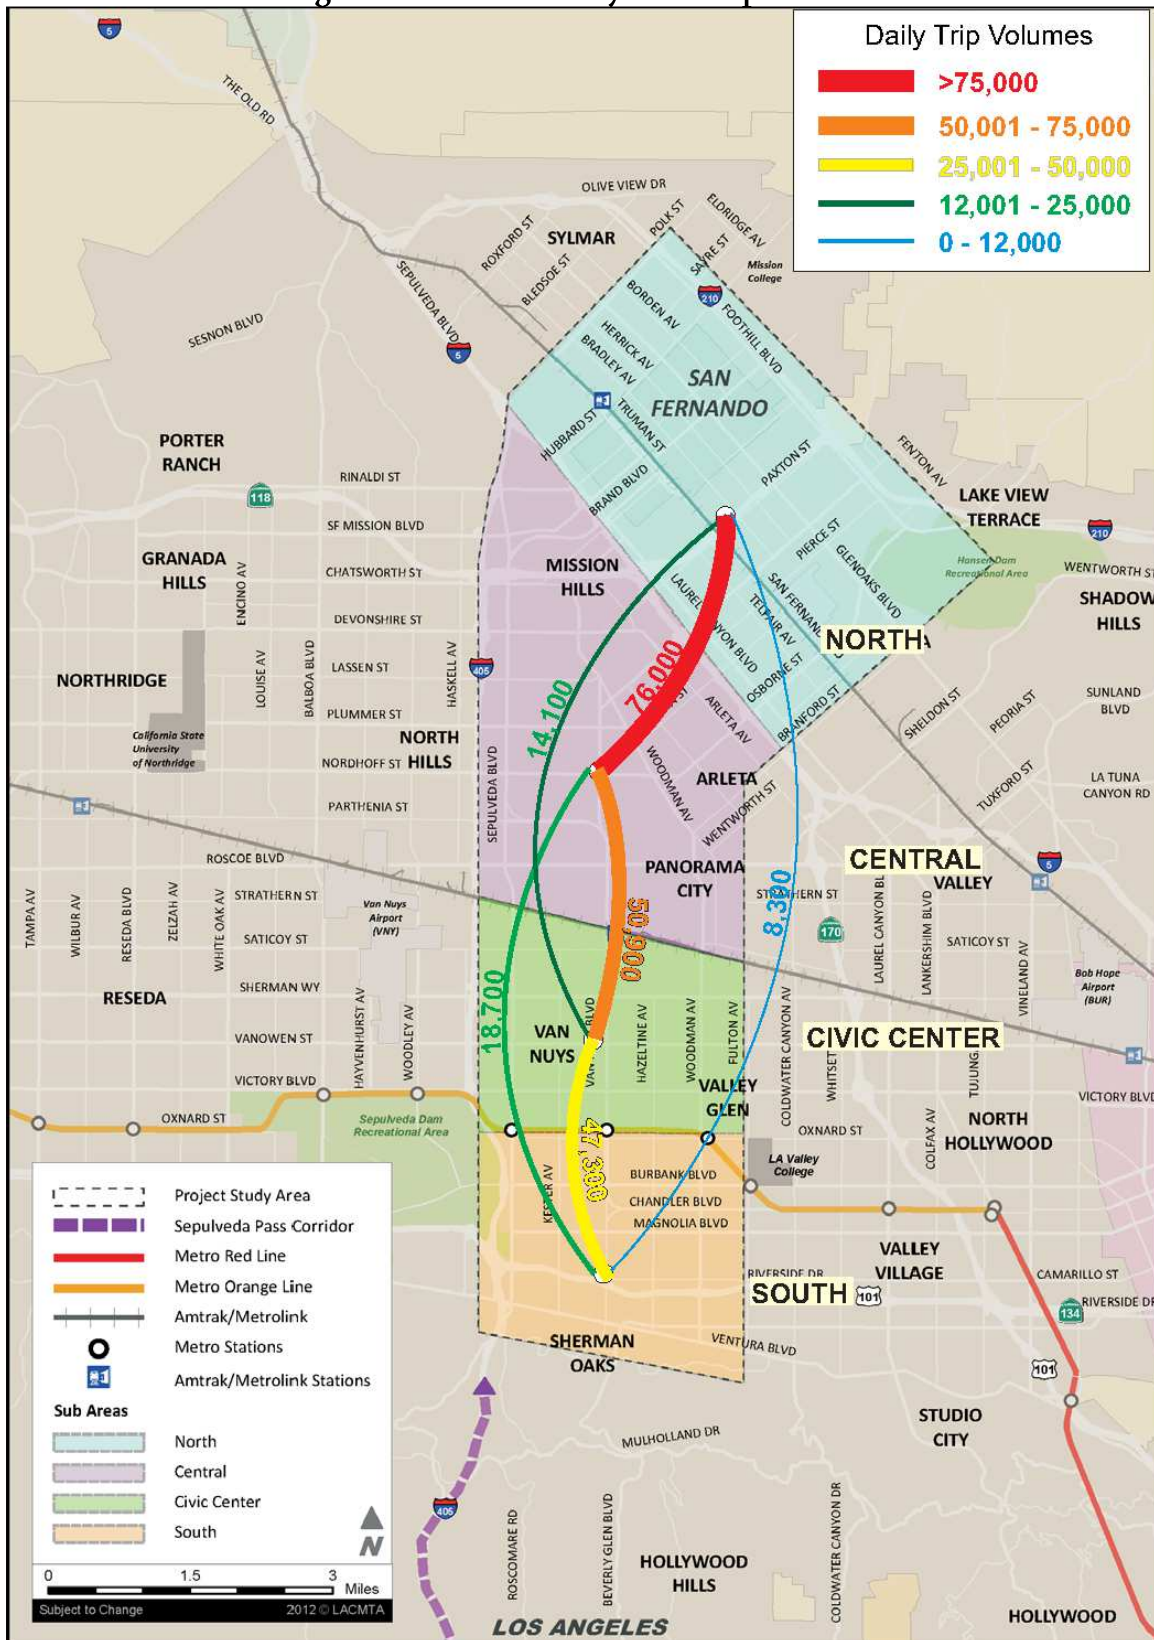 Daily Trip Volumes
>75,000
50,001 - 75,000
25,001 - 50,000
12,001 - 25,000
0 - 12,000
5
THE OLD RD
OLIVE VIEW DR
ROXFORD ST
SYLMAR
POLK ST
ELDRIDGE AV
SAYRE ST
Mission
College
BLEDSOE ST
SEPULVEDA BLVD
BORDEN AV
210
FOOTHILL BLVD
SESNON BLVD
5
HERRICK AV
BRADLEY AV
SAN
FERNANDO
HUBBARD ST
TRUMAN ST
PORTER
RANCH
RINALDI ST
118
BRAND BLVD
PAXTON ST
FENTON AV
LAKE VIEW
TERRACE
SF MISSION BLVD
210
PIERCE ST
GRANADA
HILLS
ENCINO AV
CHATSWORTH ST
MISSION
HILLS
GLENOAKS BLVD
Hansen Dam
Recreational Area
WENTWORTH ST
SHADOW
HILLS
DEVONSHIRE ST
TELFAIR AV
NORTH
OSBORNE ST
NORTHRIDGE
LOUISE AV
BALBOA BLVD
LASSEN ST
HASKELL AV
405
76,000
14,100
BRANFORD ST
SHELDON ST
PEORIA ST
SUNLAND
BLVD
PLUMMER ST
ARLETA AV
California State
University
of Northridge
NORTH
HILLS
NORDHOFF ST
SEPULVEDA BLVD
WOODMAN AV
ARLETA
TUXFORD ST
LA TUNA
CANYON RD
PARTHENIA ST
WENTWORTH ST
ROSCOE BLVD
PANORAMA
CITY
CENTRAL
VALLEY
5
TAMPA AV
WILBUR AV
RESEDA BLVD
ZELZAH AV
WHITE OAK AV
STRATHERN ST
Van Nuys
Airport
(VNY)
STRATHERN ST
8,390
170
LANKERSHIM BLVD
SATICOY ST
50,900
SATICOY ST
VINELAND AV
Bob Hope
Airport
(BUR)
RESEDA
SHERMAN WY
HAYVENHURST AV
WOODLEY AV
18.700
VAN
NUYS
HAZELTINE AV
WOODMAN AV
FULTON AV
COLDWATER CANYON AV
CIVIC CENTER
VANOWEN ST
VICTORY BLVD
VALLEY
GLEN
VICTORY BLVD
OXNARD ST
Sepulveda Dam
Recreational Area
47,300
OXNARD ST
COLFAX AV
NORTH
HOLLYWOOD
LA Valley
College
KESTER AV
BURBANK BLVD
CHANDLER BLVD
MAGNOLIA BLVD
VALLEY
VILLAGE
RIVERSIDE DR
CAMARILLO ST
SOUTH
101
134
RIVERSIDE DR
SHERMAN
OAKS
VENTURA BLVD
101
STUDIO
CITY
MULHOLLAND DR
405
ROSCOMARE RD
BEVERLY GLEN BLVD
COLDWATER CANYON DR
HOLLYWOOD
HILLS
HOLLYWOOD
LOS ANGELES
Project Study Area
Sepulveda Pass Corridor
Metro Red Line
Metro Orange Line
Amtrak/Metrolink
Metro Stations
Amtrak/Metrolink Stations
Sub Areas
North
Central
Civic Center
South
N
0 1.5 3 Miles
Subject to Change 2012 © LACMTA